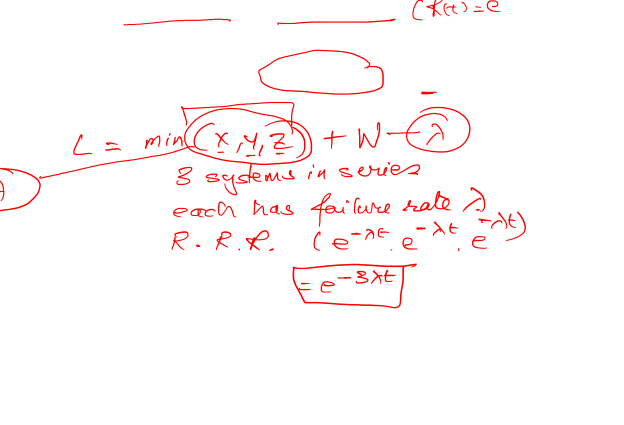 (R(t) = e
L = min (x, y, z) + W — λ
3 systems in series
each has failure rate λ
R. R. R. (e^-λt . e^-λt . e^-λt)
= e^-3λt